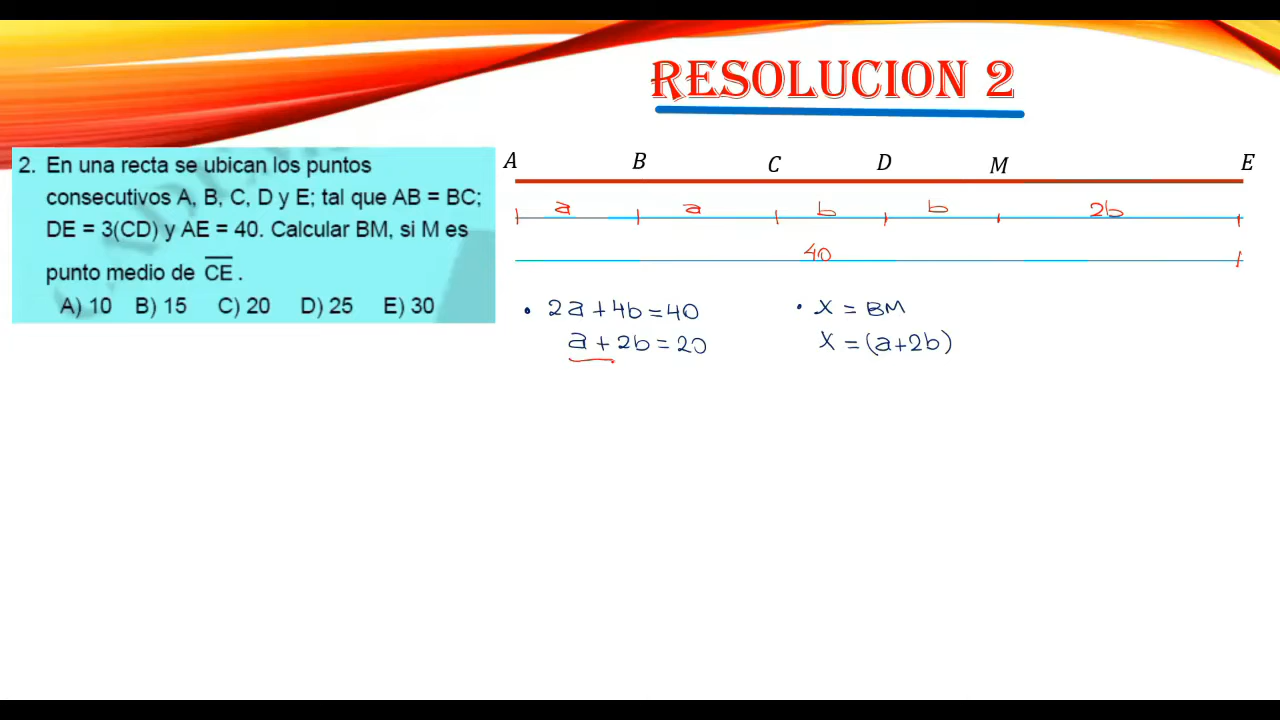 RESOLUCION 2
2. En una recta se ubican los puntos
consecutivos A, B, C, D y E; tal que AB = BC;
DE = 3(CD) y AE = 40. Calcular BM, si M es
punto medio de CE .
A) 10 B) 15 C) 20 D) 25 E) 30
A B C D M E
a a b b 2b
40
• 2a + 4b = 40
a + 2b = 20
• X = BM
X = (a+2b)